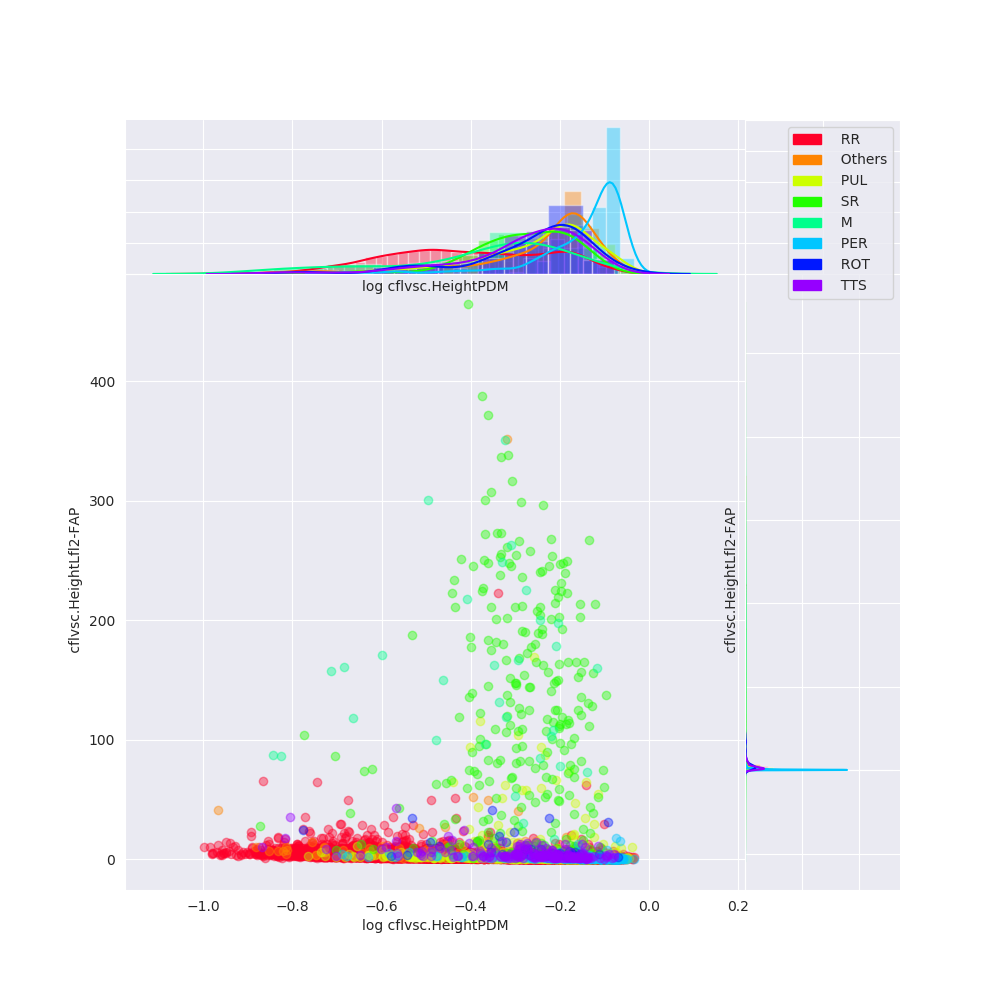 RR
Others
PUL
SR
M
PER
ROT
TTS
log cflvsc.HeightPDM
400
300
200
100
0
cflvsc.HeightLfl2-FAP
cflvsc.HeightLfl2-FAP
−1.0 −0.8 −0.6 −0.4 −0.2 0.0 0.2
log cflvsc.HeightPDM